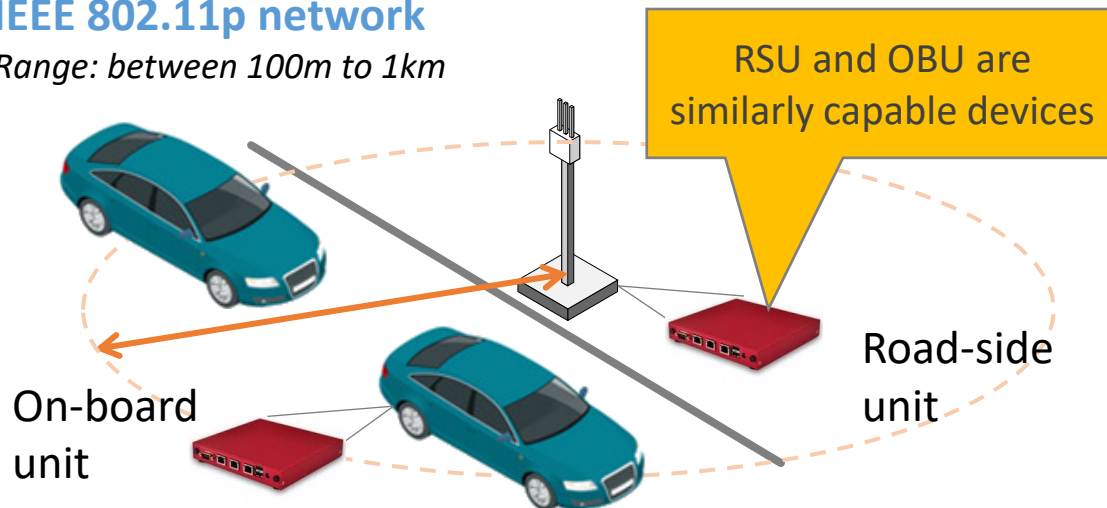 IEEE 802.11p network
Range: between 100m to 1km
RSU and OBU are
similarly capable devices
Road-side
unit
On-board
unit